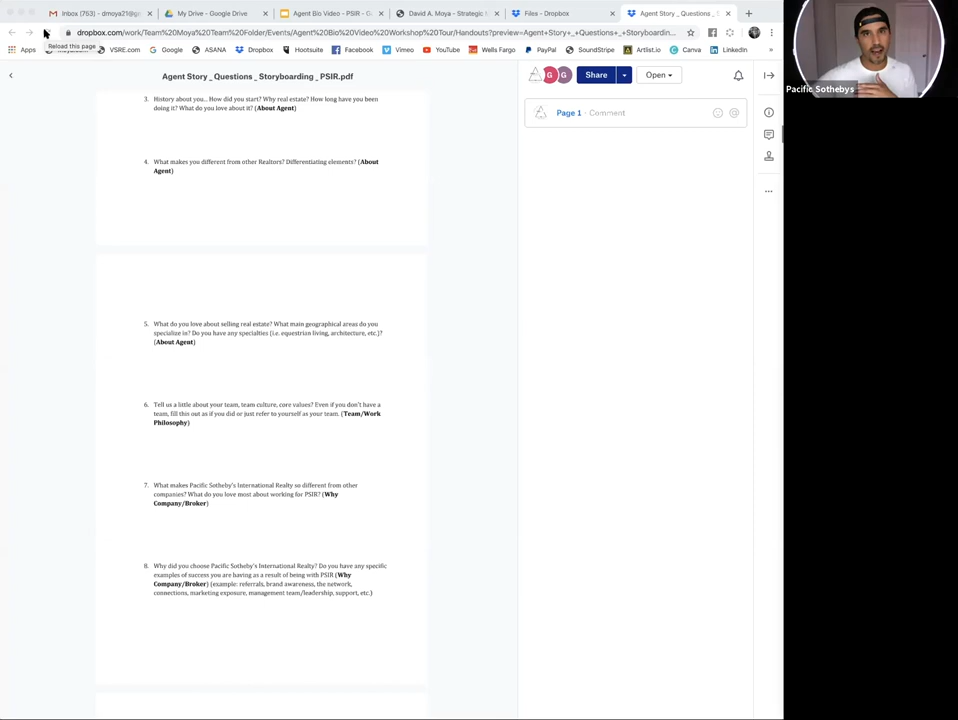 Inbox (753) - dmoya21@g
My Drive - Google Drive
Agent Bio Video - PSIR - G
David A. Moya - Strategic
Files - Dropbox
Agent Story _ Questions _
dropbox.com/work/Team%20Moya%20Team%20Folder/Events/Agent%20Bio%20Video%20Workshop%20Tour/Handouts?preview=Agent+Story+_+Questions+_+Storyboardin...
Reload this page
Apps
VSRE.com
Google
ASANA
Dropbox
Hootsuite
Facebook
Vimeo
YouTube
Wells Fargo
PayPal
SoundStripe
Artlist.io
Canva
LinkedIn
Agent Story _ Questions _ Storyboarding _ PSIR.pdf
G
G
Share
Open
Page 1
Comment
Pacific Sothebys
3. History about you... How did you start? Why real estate? How long have you been
doing it? What do you love about it? (About Agent)
4. What makes you different from other Realtors? Differentiating elements? (About
Agent)
5. What do you love about selling real estate? What main geographical areas do you
specialize in? Do you have any specialties (i.e. equestrian living, architecture, etc.)?
(About Agent)
6. Tell us a little about your team, team culture, core values? Even if you don't have a
team, fill this out as if you did or just refer to yourself as your team. (Team/Work
Philosophy)
7. What makes Pacific Sotheby's International Realty so different from other
companies? What do you love most about working for PSIR? (Why
Company/Broker)
8. Why did you choose Pacific Sotheby's International Realty? Do you have any specific
examples of success you are having as a result of being with PSIR (Why
Company/Broker) (example: referrals, brand awareness, the network,
connections, marketing exposure, management team/leadership, support, etc.)